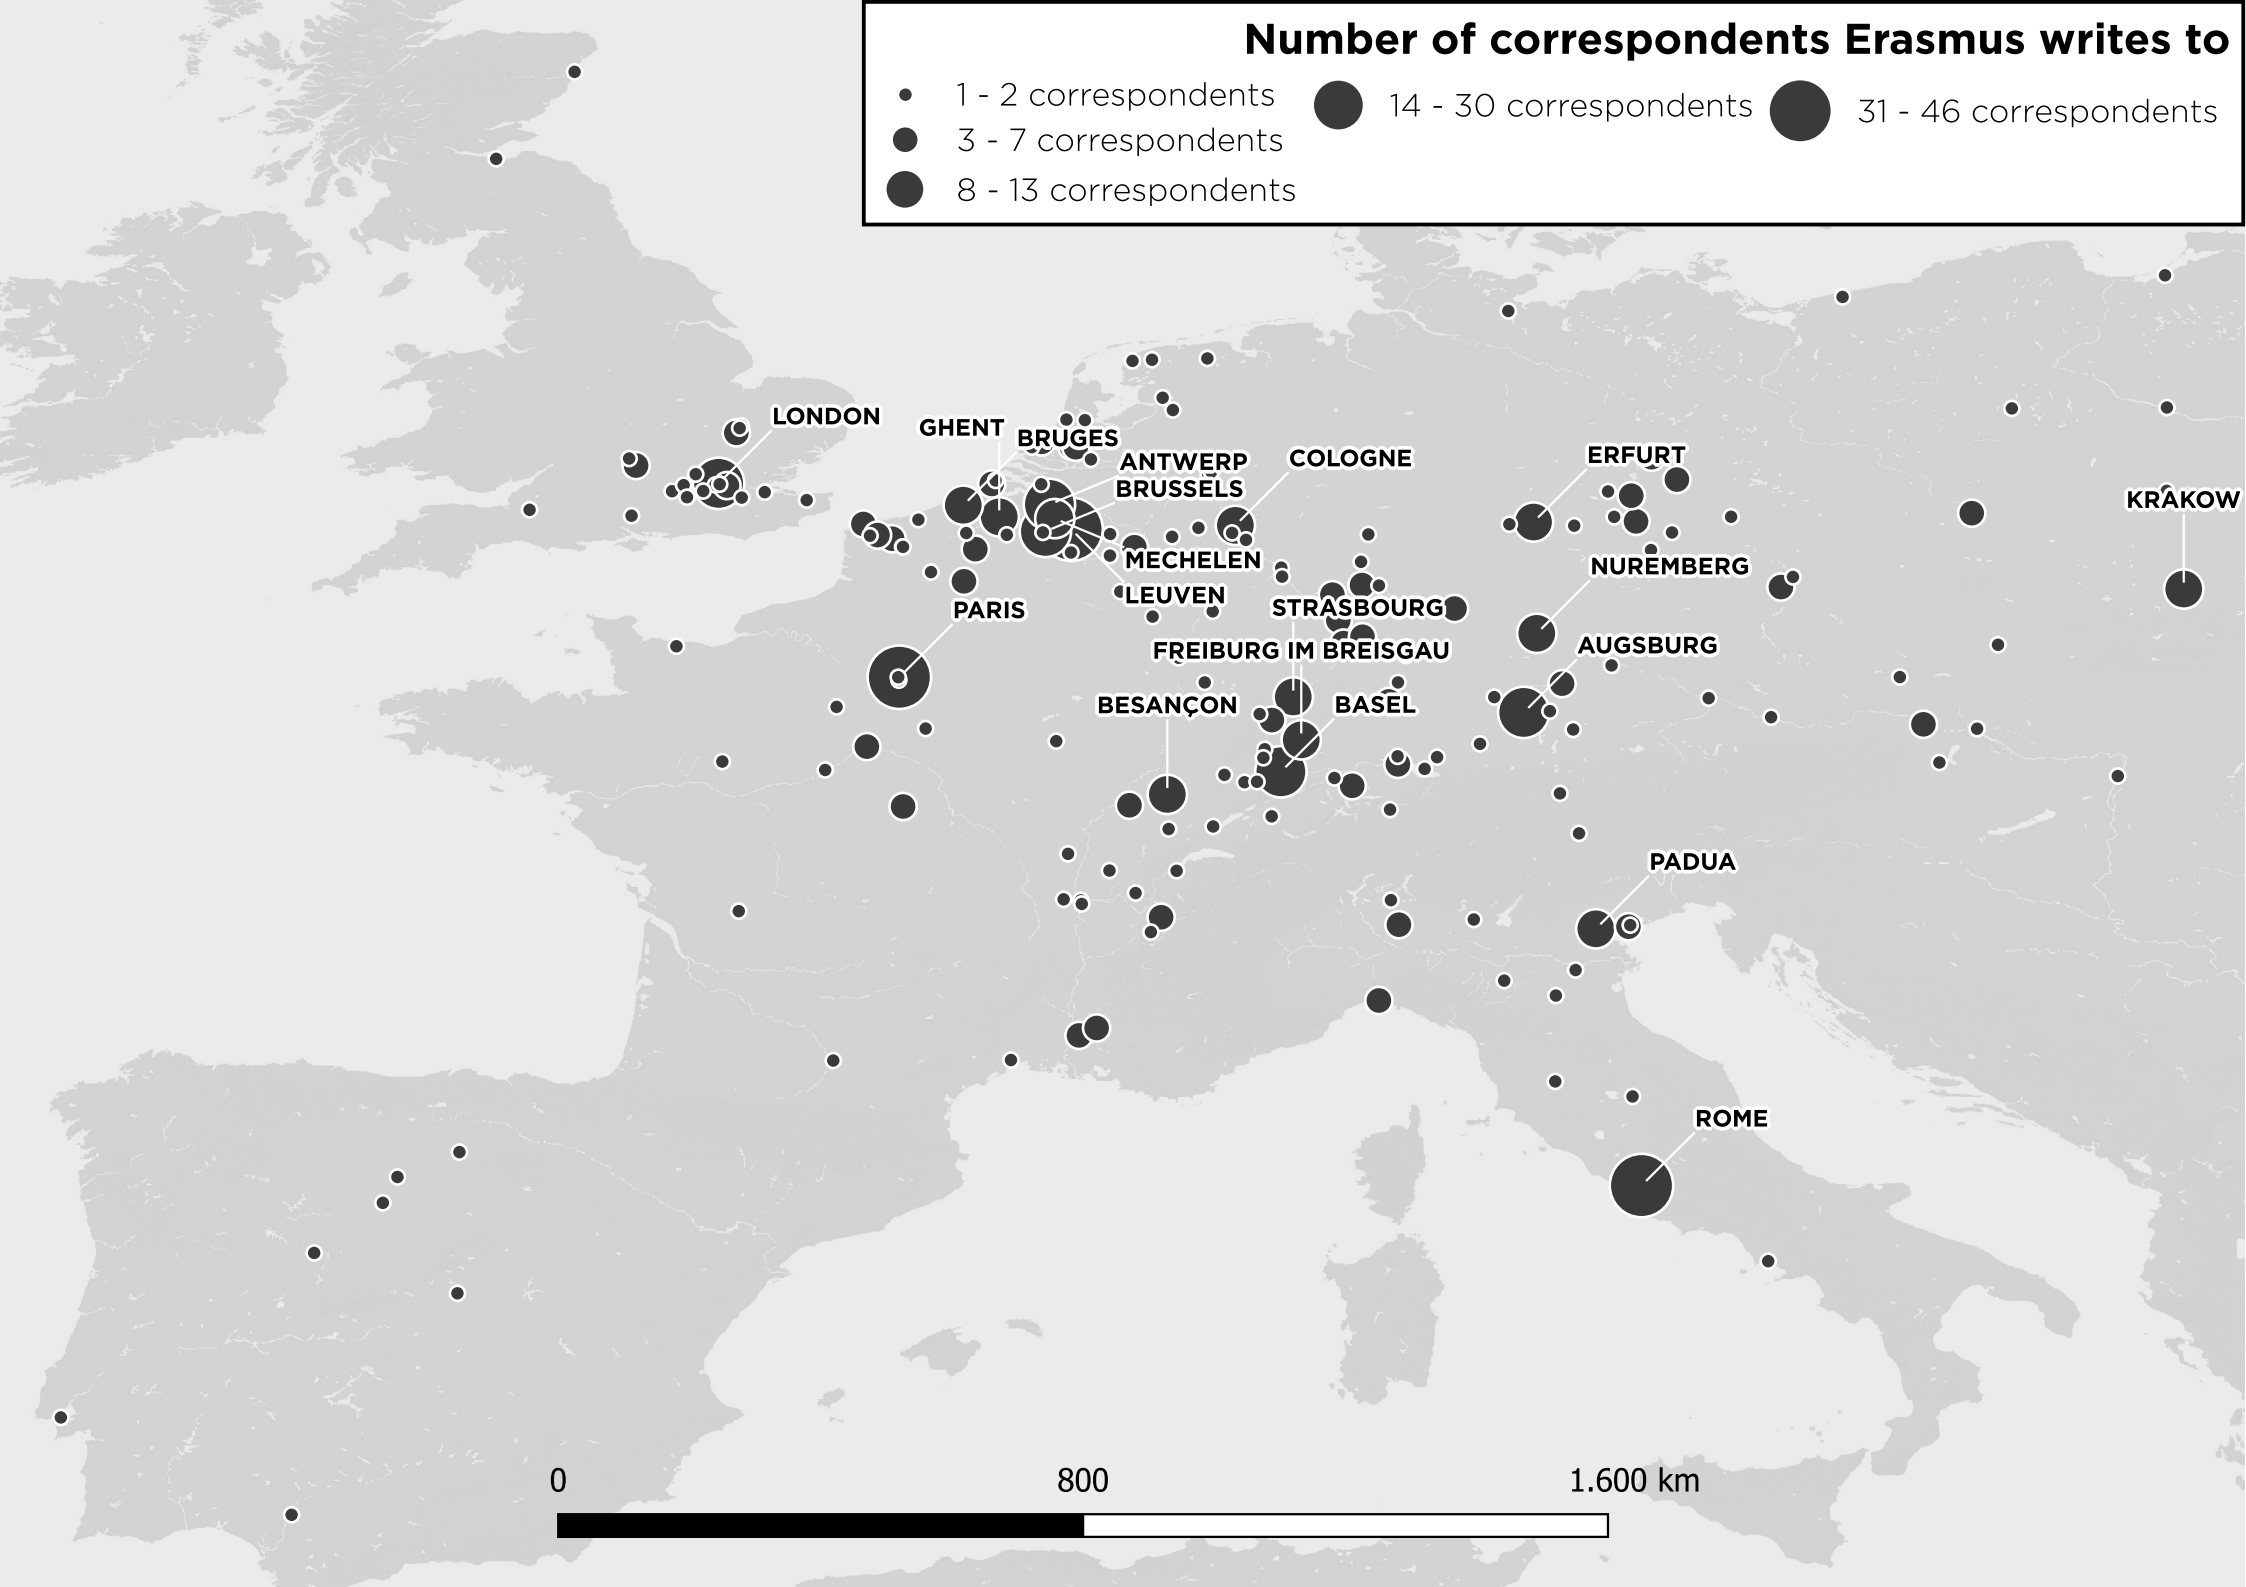 Number of correspondents Erasmus writes to
1 - 2 correspondents
3 - 7 correspondents
8 - 13 correspondents
14 - 30 correspondents
31 - 46 correspondents
LONDON
GHENT
BRUGES
ANTWERP
BRUSSELS
COLOGNE
ERFURT
KRAKOW
MECHELEN
NUREMBERG
LEUVEN
PARIS
STRASBOURG
FREIBURG IM BREISGAU
AUGSBURG
BESANÇON
BASEL
PADUA
ROME
0
800
1.600 km